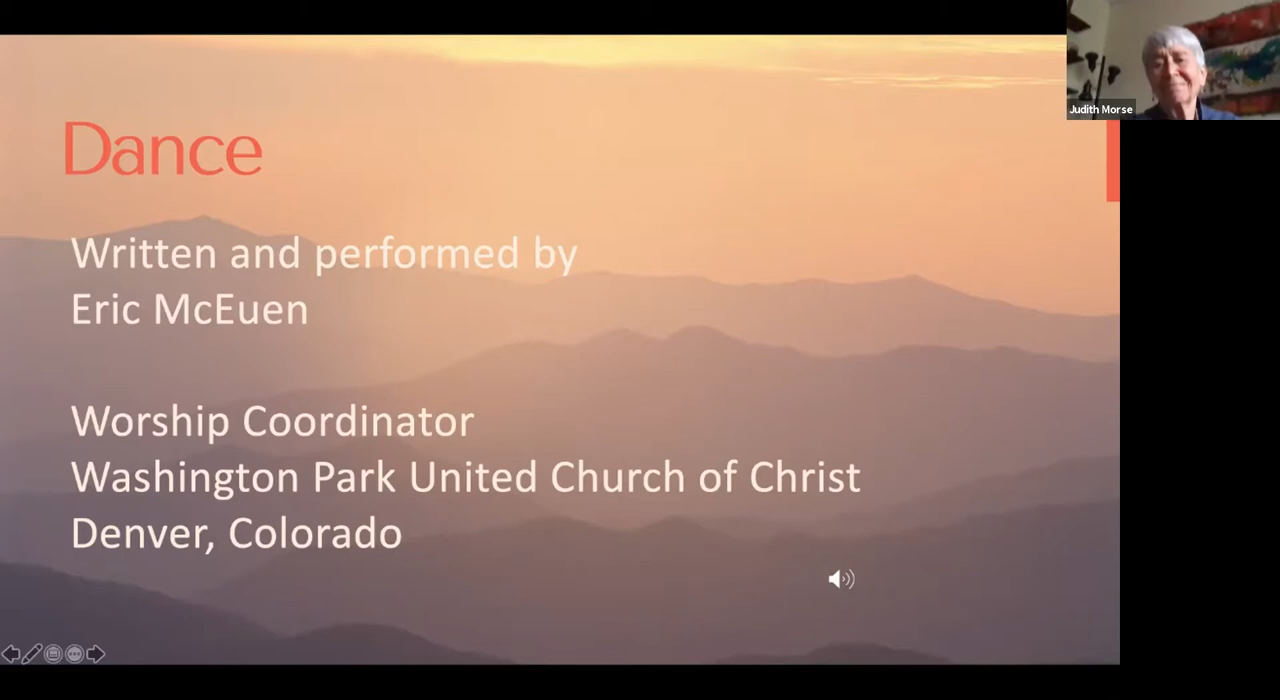 Dance
Written and performed by
Eric McEuen
Worship Coordinator
Washington Park United Church of Christ
Denver, Colorado
Judith Morse